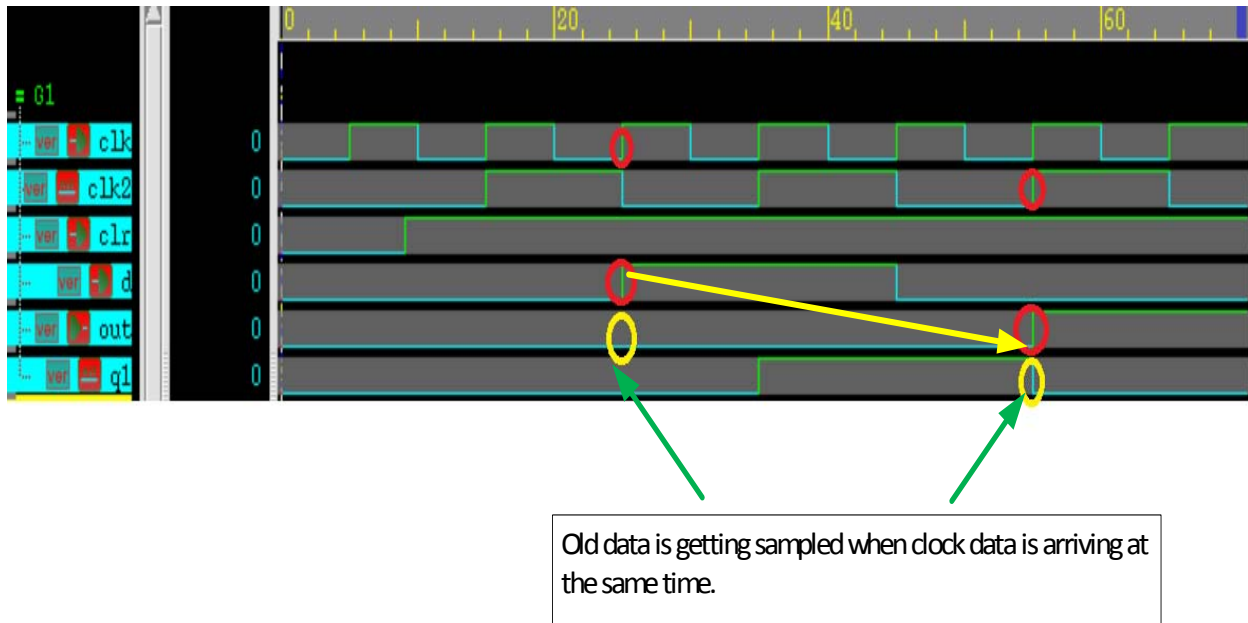 0 20 40 60
= G1
ver clk 0
ver clk2 0
ver clr 0
ver d 0
ver out 0
ver q1 0
Old data is getting sampled when clock data is arriving at
the same time.